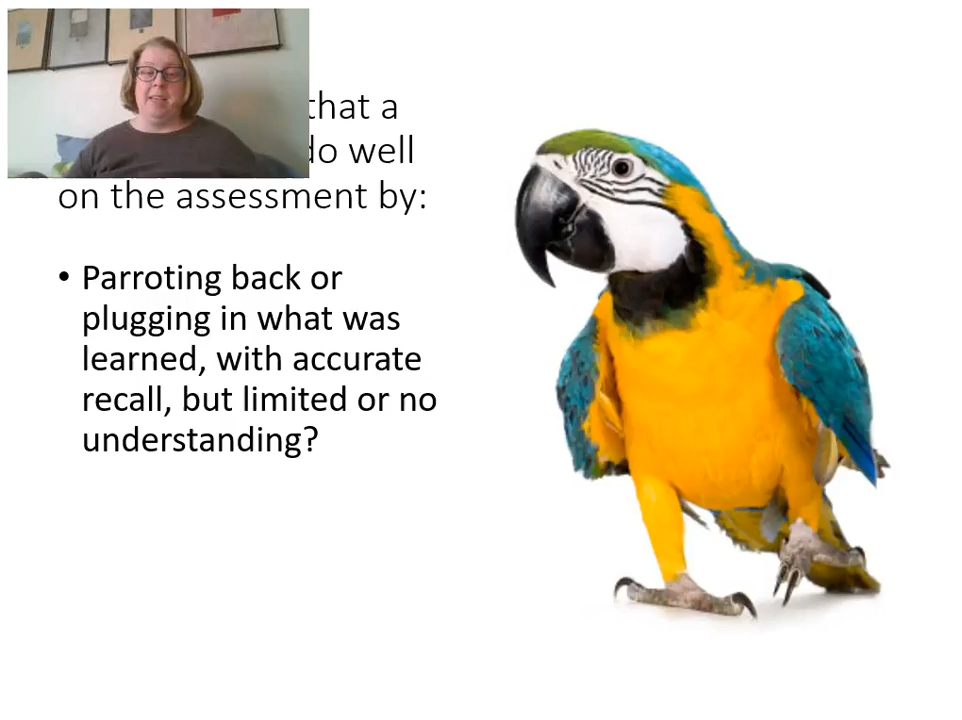 that a
do well
on the assessment by:
• Parroting back or
plugging in what was
learned, with accurate
recall, but limited or no
understanding?